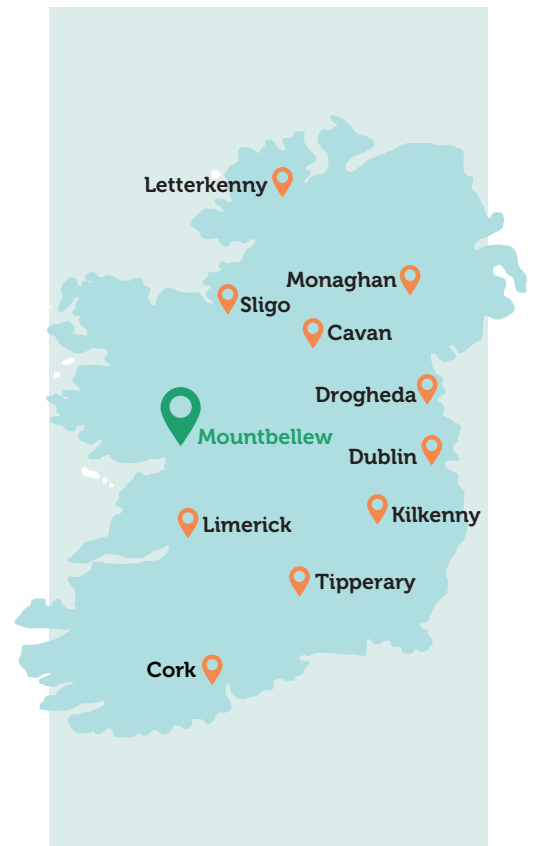 Letterkenny
Monaghan
Sligo
Cavan
Drogheda
Mountbellew
Dublin
Kilkenny
Limerick
Tipperary
Cork